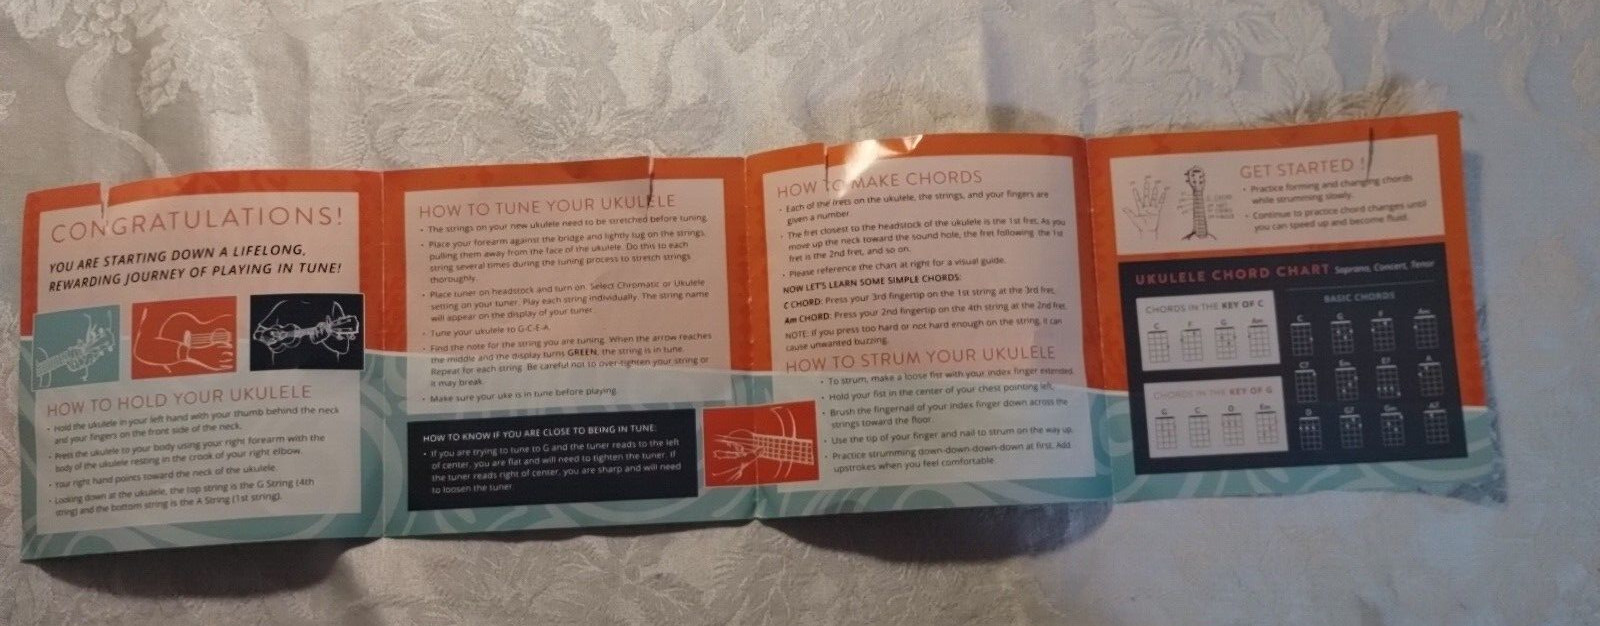 CONGRATULATIONS!
YOU ARE STARTING DOWN A LIFELONG,
REWARDING JOURNEY OF PLAYING IN TUNE!
HOW TO HOLD YOUR UKULELE
• Hold the ukulele in your left hand with your thumb behind the neck
and your fingers on the front side of the neck.
• Press the ukulele to your body using your right forearm with the
body of the ukulele resting in the crook of your right elbow.
• Your right hand points toward the neck of the ukulele.
• Looking down at the ukulele, the top string is the G String (4th
string) and the bottom string is the A String (1st string).
HOW TO TUNE YOUR UKULELE
• The strings on your new ukulele need to be stretched before tuning.
• Place your forearm against the bridge and lightly tug on the strings,
pulling them away from the face of the ukulele. Do this to each
string several times during the tuning process to stretch strings
thoroughly.
• Place tuner on headstock and turn on. Select Chromatic or Ukulele
setting on your tuner. Play each string individually. The string name
will appear on the display of your tuner.
• Tune your ukulele to G-C-E-A.
• Find the note for the string you are tuning. When the arrow reaches
the middle and the display turns GREEN, the string is in tune.
Repeat for each string. Be careful not to over-tighten your string or
it may break.
• Make sure your uke is in tune before playing.
HOW TO KNOW IF YOU ARE CLOSE TO BEING IN TUNE:
• If you are trying to tune to G and the tuner reads to the left
of center, you are flat and will need to tighten the tuner. If
the tuner reads right of center, you are sharp and will need
to loosen the tuner.
HOW TO MAKE CHORDS
• Each of the frets on the ukulele, the strings, and your fingers are
given a number.
• The fret closest to the headstock of the ukulele is the 1st fret. As you
move up the neck toward the sound hole, the fret following the 1st
fret is the 2nd fret, and so on.
• Please reference the chart at right for a visual guide.
NOW LET'S LEARN SOME SIMPLE CHORDS:
C CHORD: Press your 3rd fingertip on the 1st string at the 3rd fret.
Am CHORD: Press your 2nd fingertip on the 4th string at the 2nd fret.
NOTE: If you press too hard or not hard enough on the string, it can
cause unwanted buzzing.
HOW TO STRUM YOUR UKULELE
• To strum, make a loose fist with your index finger extended.
• Hold your fist in the center of your chest pointing left.
• Brush the fingernail of your index finger down across the
strings toward the floor.
• Use the tip of your finger and nail to strum on the way up.
• Practice strumming down-down-down-down at first. Add
upstrokes when you feel comfortable.
GET STARTED!
• Practice forming and changing chords
while strumming slowly.
• Continue to practice chord changes until
you can speed up and become fluid.
UKULELE CHORD CHART Soprano, Concert, Tenor
CHORDS IN THE KEY OF C
C F G Am
CHORDS IN THE KEY OF G
G C D Em
BASIC CHORDS
C G F Am
C7 Em E7 A
D G7 Gm A7